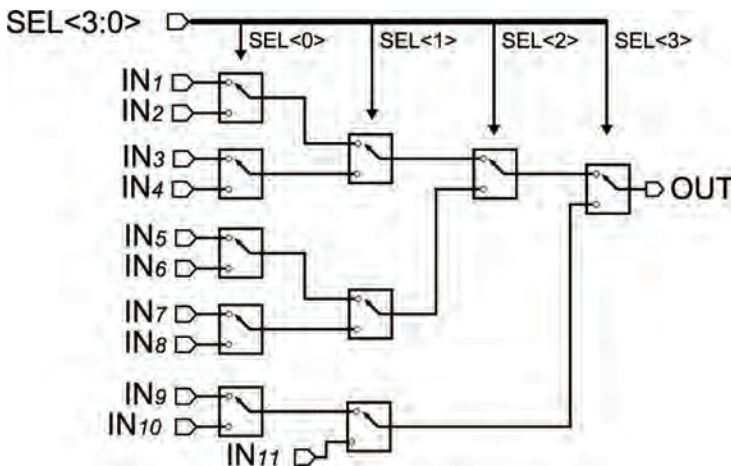 SEL<3:0>
SEL<0>
SEL<1>
SEL<2>
SEL<3>
IN1
IN2
IN3
IN4
OUT
IN5
IN6
IN7
IN8
IN9
IN10
IN11